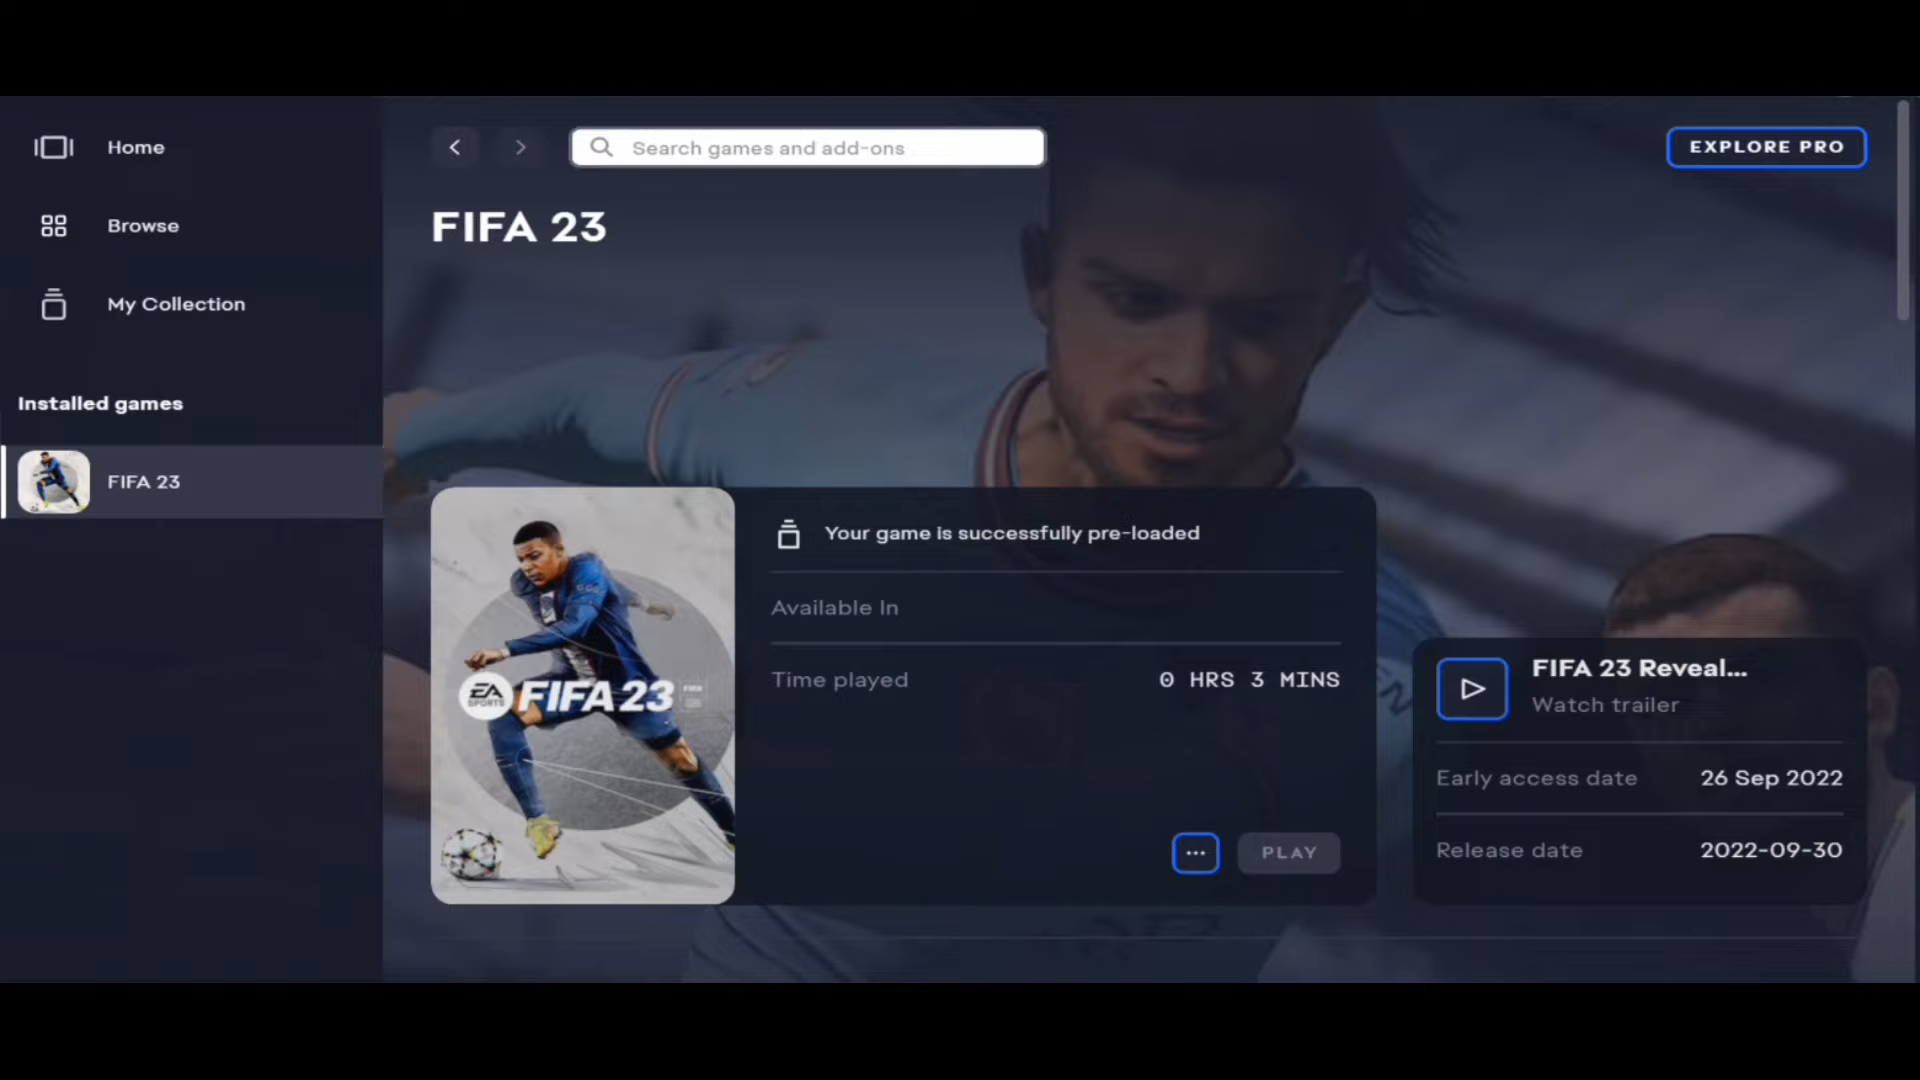 Home
Browse
My Collection
Installed games
FIFA 23
Search games and add-ons
EXPLORE PRO
FIFA 23
EA
SPORTS
FIFA 23
Your game is successfully pre-loaded
Available In
Time played 0 HRS 3 MINS
... PLAY
FIFA 23 Reveal...
Watch trailer
Early access date 26 Sep 2022
Release date 2022-09-30